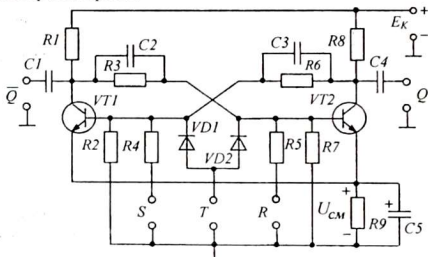 C2 C3 + E_K
R1 R3 R6 R8 −
C1 C4
Q̅ VT1 VT2 Q
R2 R4 VD1 VD2 R5 R7
S T R
+ U_СМ − R9 + C5